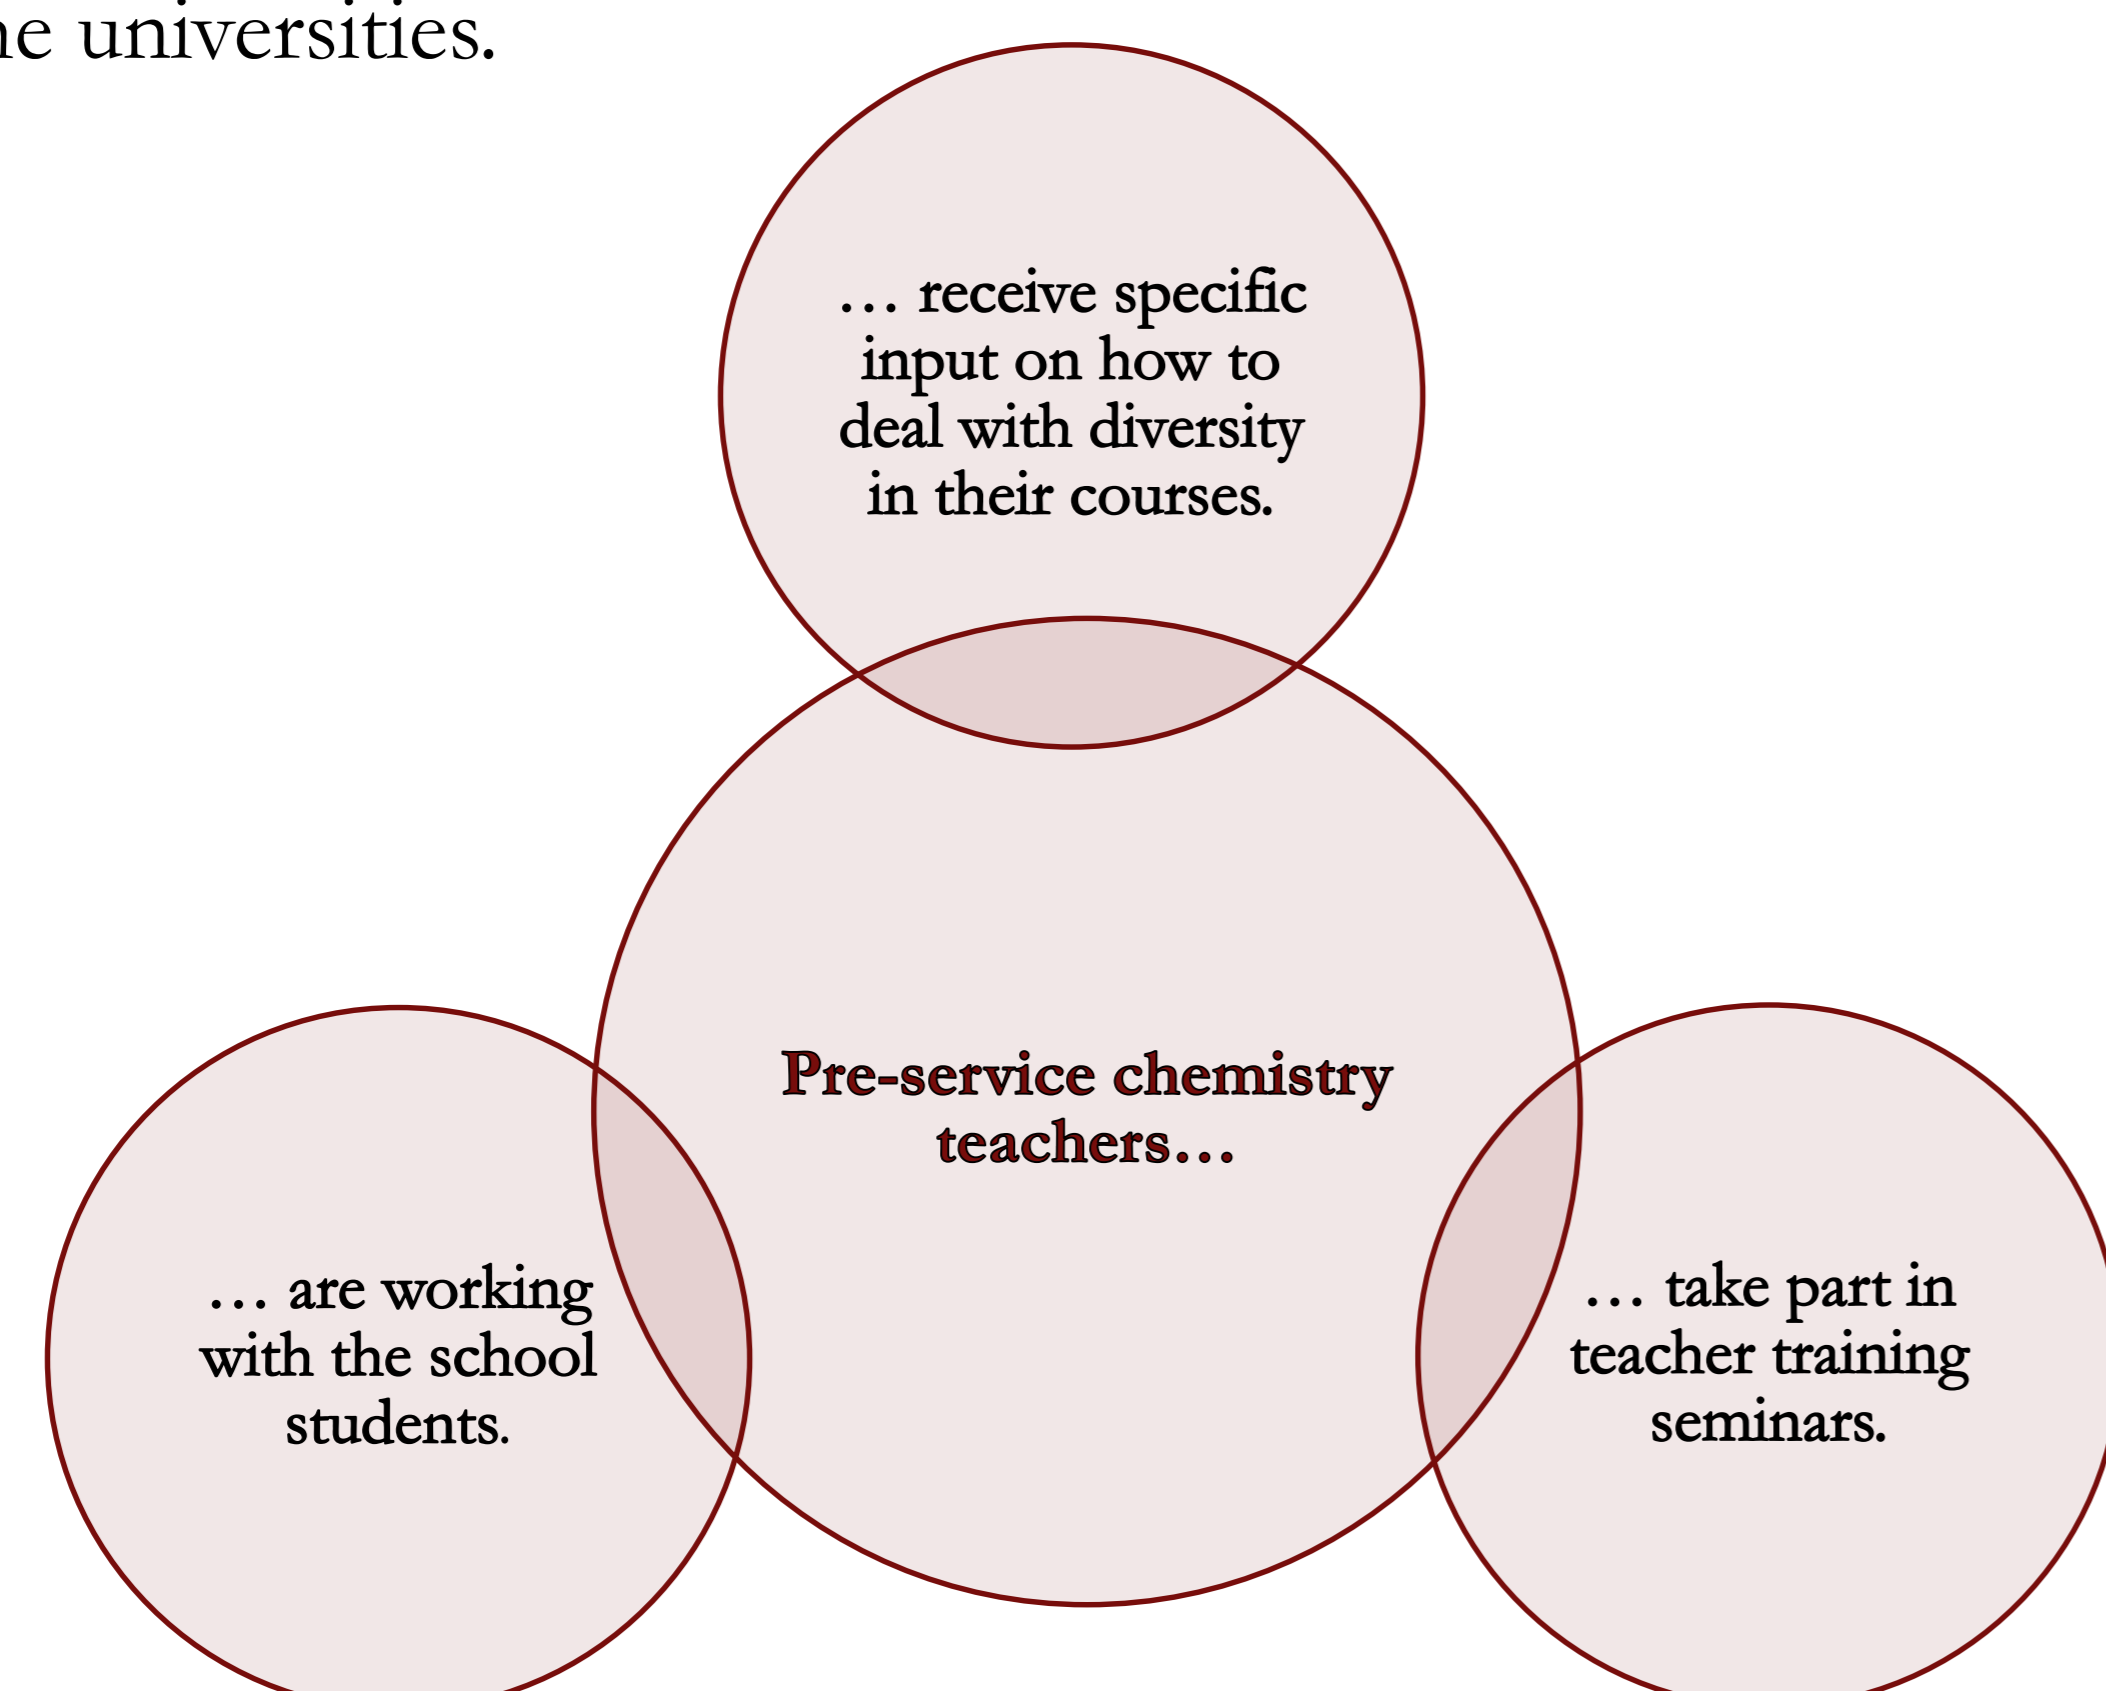 universities.
… receive specific
input on how to
deal with diversity
in their courses.
Pre-service chemistry
teachers…
… are working
with the school
students.
… take part in
teacher training
seminars.